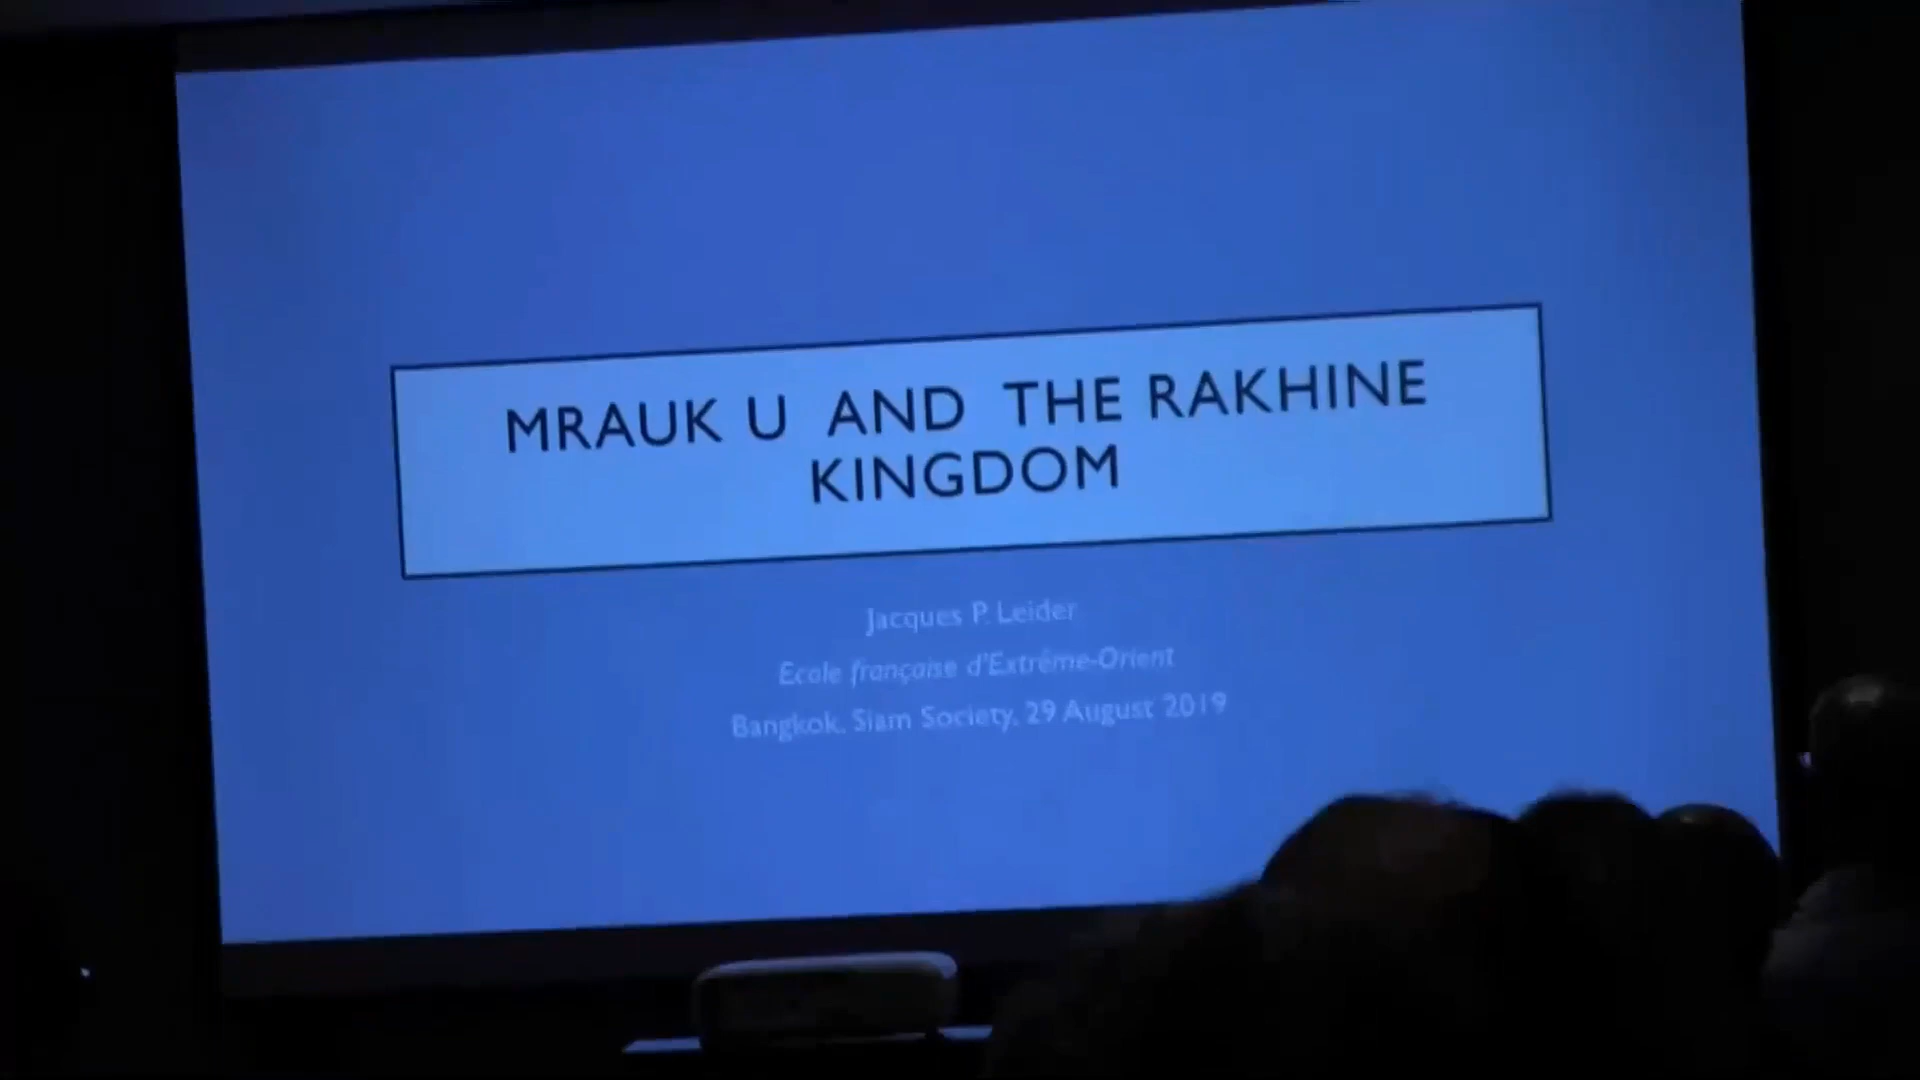 MRAUK U AND THE RAKHINE
KINGDOM
Jacques P. Leider
Ecole française d'Extrême-Orient
Bangkok, Siam Society, 29 August 2019